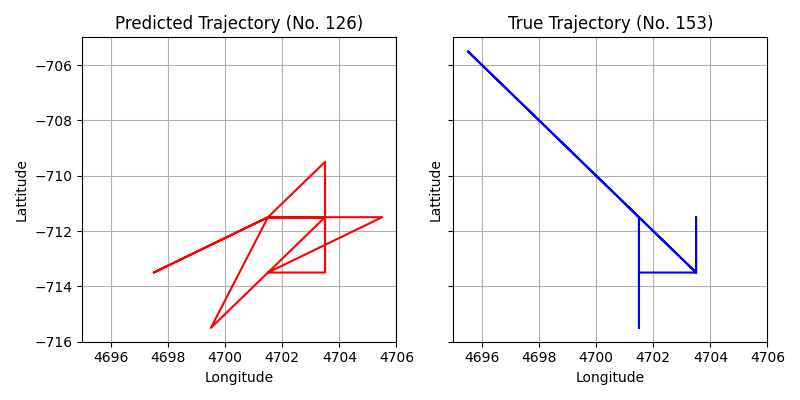 Predicted Trajectory (No. 126)
True Trajectory (No. 153)
−706
−708
−710
−712
−714
−716
Lattitude
Lattitude
4696 4698 4700 4702 4704 4706
4696 4698 4700 4702 4704 4706
Longitude
Longitude